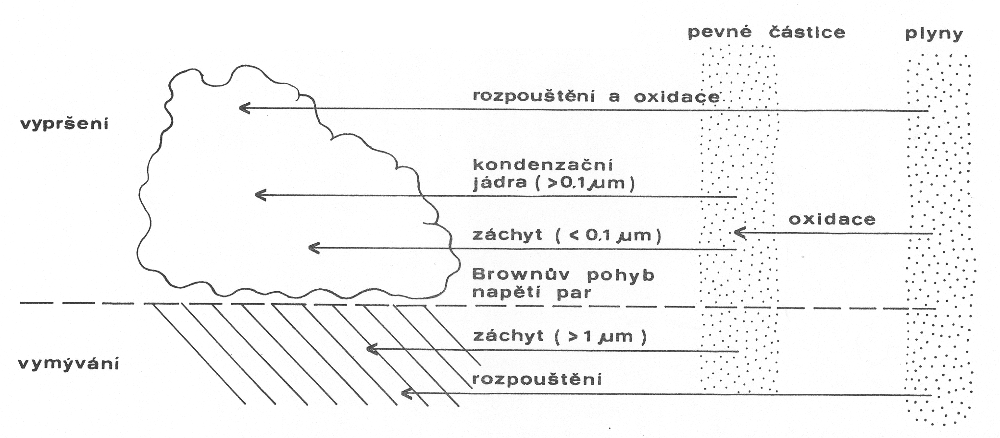 pevné částice
plyny
rozpouštění a oxidace
vypršení
kondenzační
jádra ( >0.1 µm )
oxidace
záchyt ( < 0.1 µm )
Brownův pohyb
napětí par
záchyt ( > 1 µm )
vymývání
rozpouštění